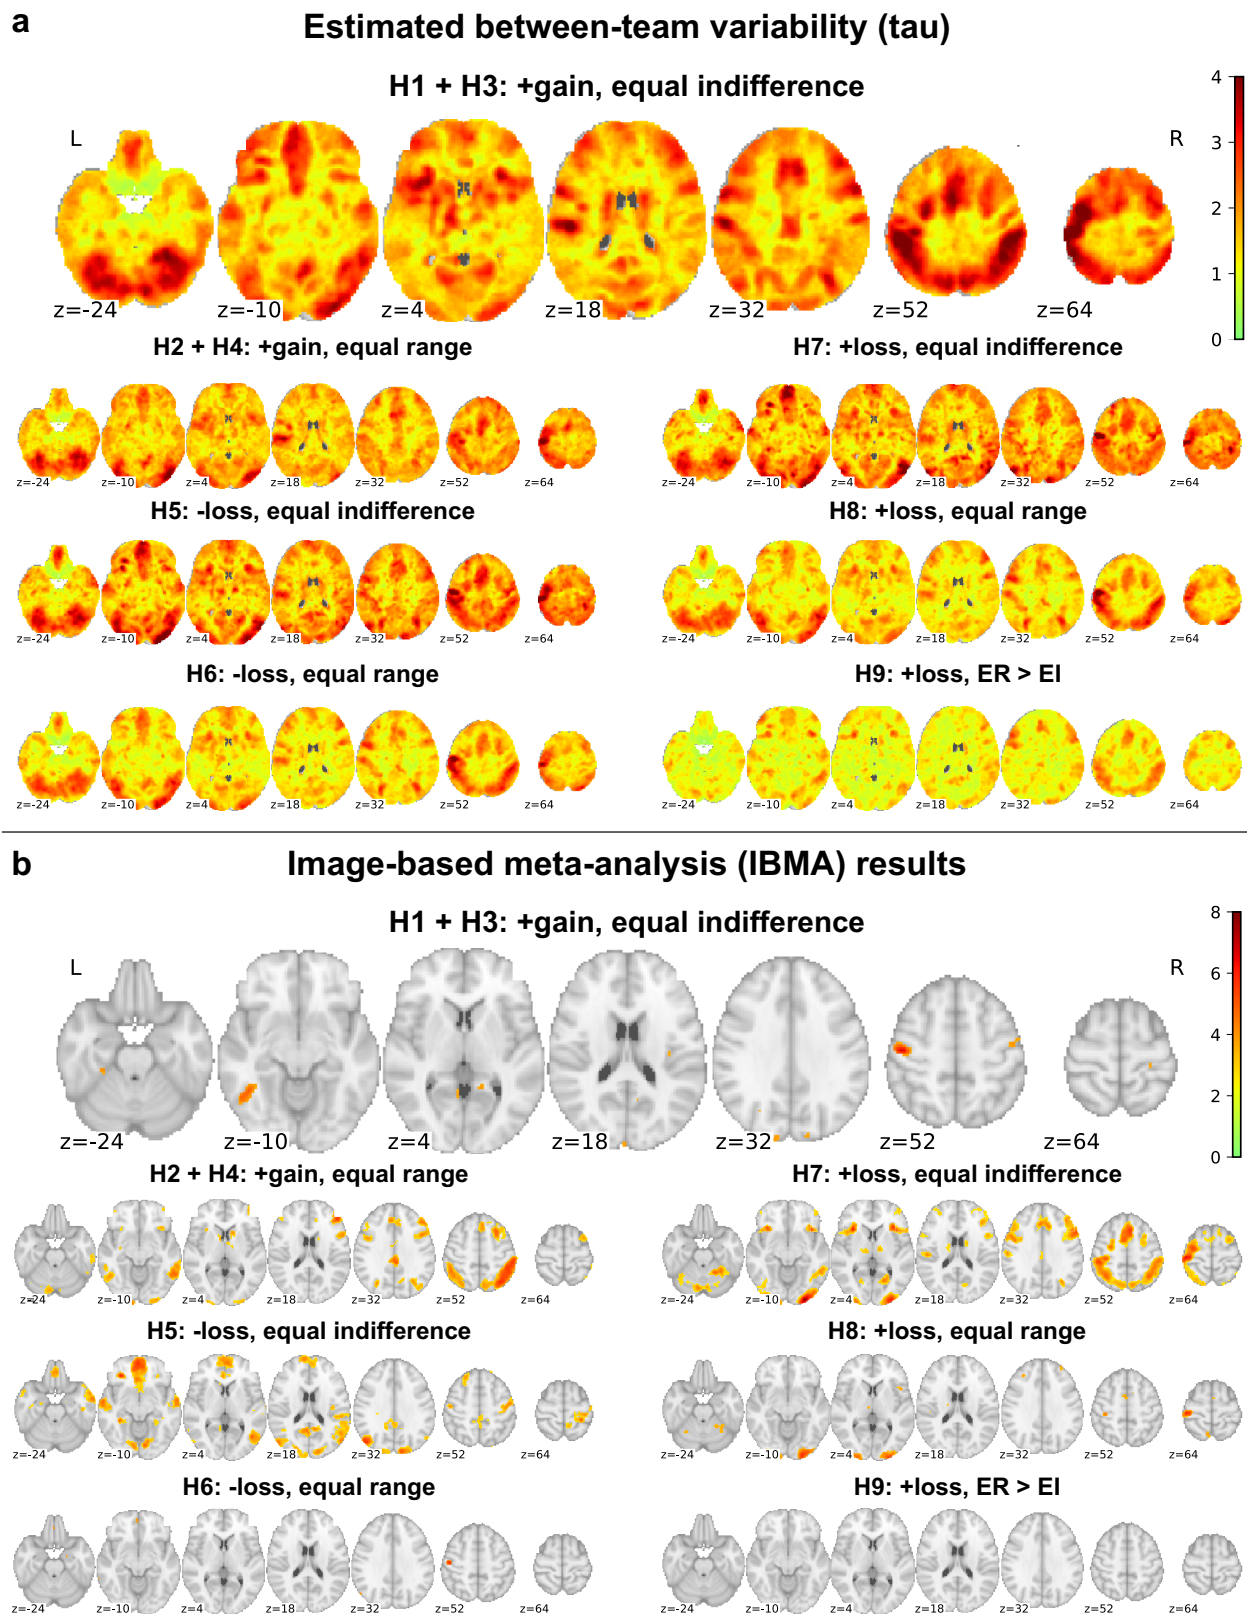 a
Estimated between-team variability (tau)
H1 + H3: +gain, equal indifference
L
R
4
3
2
1
0
z=-24 z=-10 z=4 z=18 z=32 z=52 z=64
H2 + H4: +gain, equal range
H7: +loss, equal indifference
z=-24 z=-10 z=4 z=18 z=32 z=52 z=64
z=-24 z=-10 z=4 z=18 z=32 z=52 z=64
H5: -loss, equal indifference
H8: +loss, equal range
z=-24 z=-10 z=4 z=18 z=32 z=52 z=64
z=-24 z=-10 z=4 z=18 z=32 z=52 z=64
H6: -loss, equal range
H9: +loss, ER > EI
z=-24 z=-10 z=4 z=18 z=32 z=52 z=64
z=-24 z=-10 z=4 z=18 z=32 z=52 z=64
b
Image-based meta-analysis (IBMA) results
H1 + H3: +gain, equal indifference
L
R
8
6
4
2
0
z=-24 z=-10 z=4 z=18 z=32 z=52 z=64
H2 + H4: +gain, equal range
H7: +loss, equal indifference
z=-24 z=-10 z=4 z=18 z=32 z=52 z=64
z=-24 z=-10 z=4 z=18 z=32 z=52 z=64
H5: -loss, equal indifference
H8: +loss, equal range
z=-24 z=-10 z=4 z=18 z=32 z=52 z=64
z=-24 z=-10 z=4 z=18 z=32 z=52 z=64
H6: -loss, equal range
H9: +loss, ER > EI
z=-24 z=-10 z=4 z=18 z=32 z=52 z=64
z=-24 z=-10 z=4 z=18 z=32 z=52 z=64